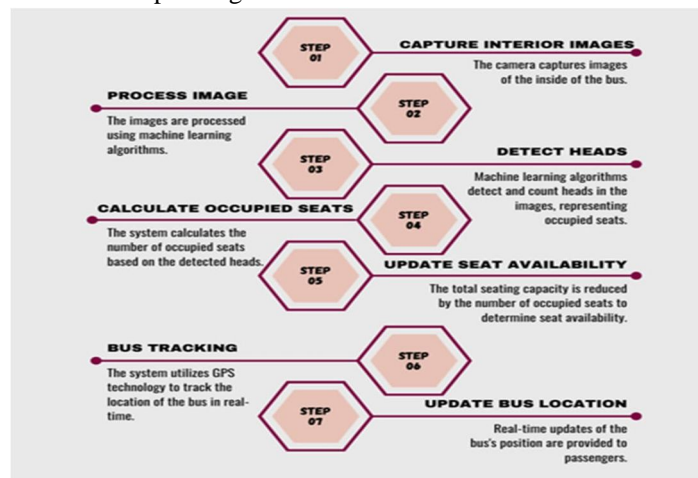 STEP
01
CAPTURE INTERIOR IMAGES
The camera captures images
of the inside of the bus.
STEP
02
PROCESS IMAGE
The images are processed
using machine learning
algorithms.
STEP
03
DETECT HEADS
Machine learning algorithms
detect and count heads in the
images, representing
occupied seats.
STEP
04
CALCULATE OCCUPIED SEATS
The system calculates the
number of occupied seats
based on the detected heads.
STEP
05
UPDATE SEAT AVAILABILITY
The total seating capacity is reduced
by the number of occupied seats to
determine seat availability.
STEP
06
BUS TRACKING
The system utilizes GPS
technology to track the
location of the bus in real-
time.
STEP
07
UPDATE BUS LOCATION
Real-time updates of the
bus's position are provided to
passengers.